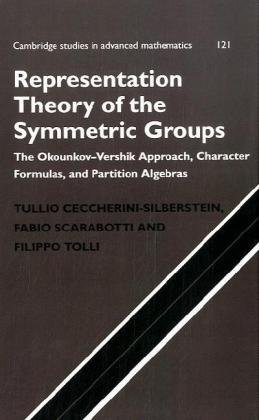 Cambridge studies in advanced mathematics 121
Representation
Theory of the
Symmetric Groups
The Okounkov–Vershik Approach, Character
Formulas, and Partition Algebras
TULLIO CECCHERINI-SILBERSTEIN,
FABIO SCARABOTTI AND
FILIPPO TOLLI